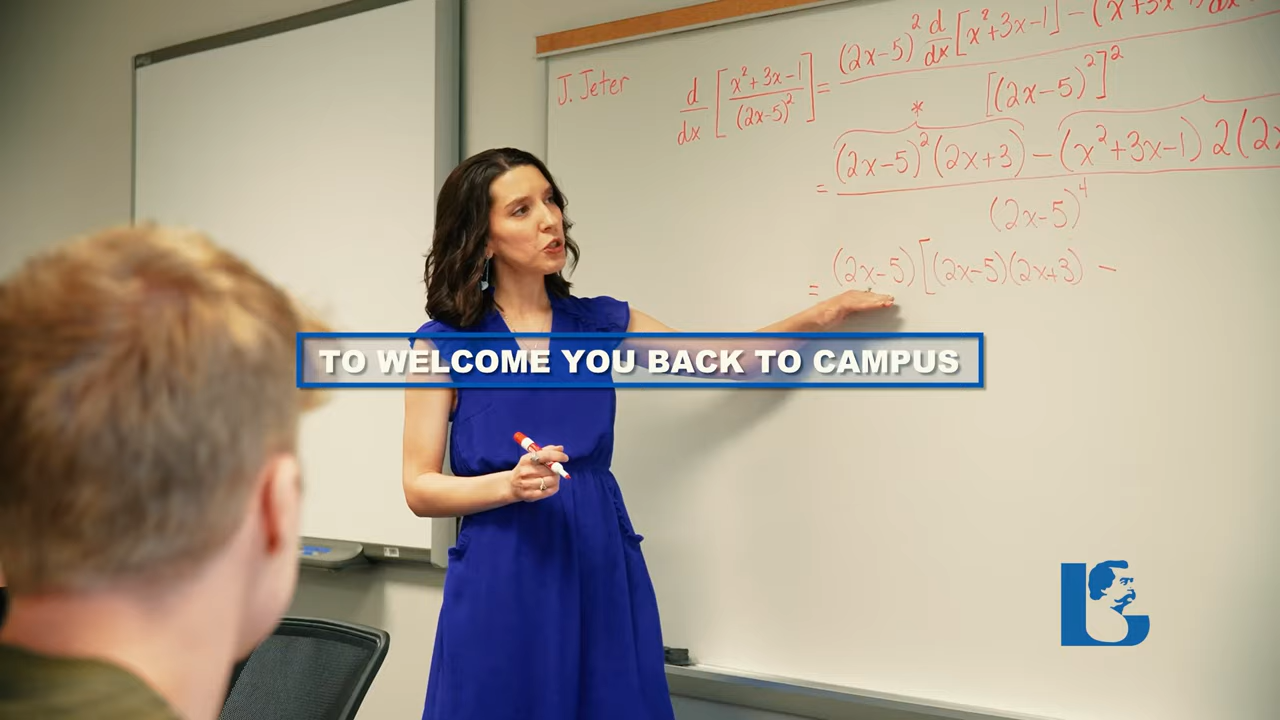 J. Jeter
d/dx [x²+3x-1 / (2x-5)²] = (2x-5)² d/dx [x²+3x-1] - (x²+3x
[(2x-5)²]²
*
= (2x-5)²(2x+3) - (x²+3x-1) 2(2x
(2x-5)⁴
= (2x-5)[(2x-5)(2x+3) -
TO WELCOME YOU BACK TO CAMPUS